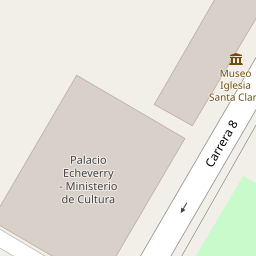 Museo
Iglesia
Santa Clar
Carrera 8
Palacio
Echeverry
- Ministerio
de Cultura